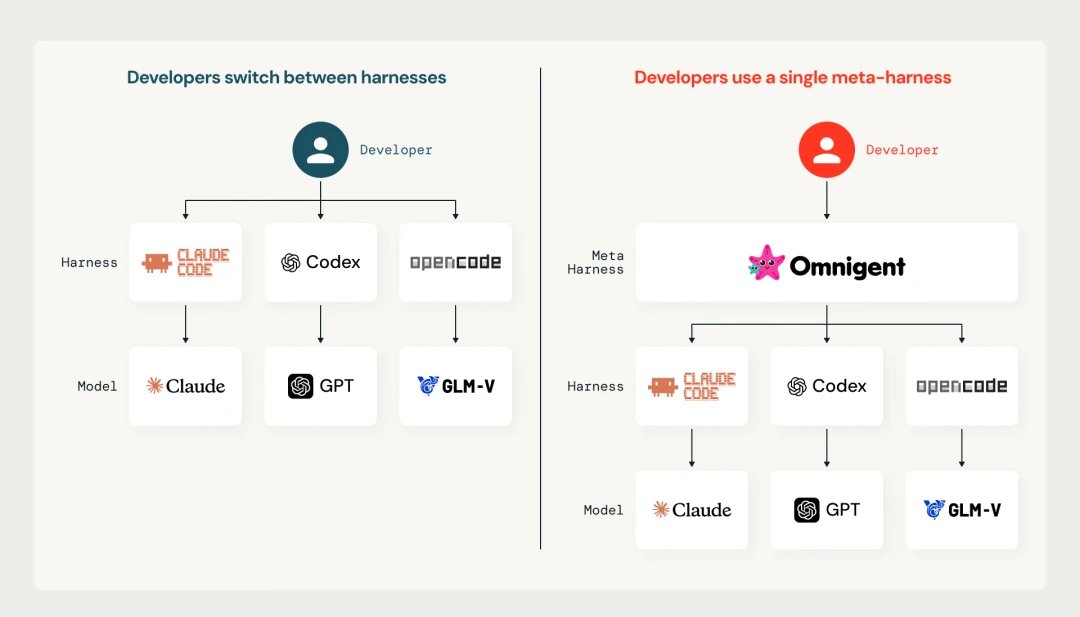 Developers switch between harnesses
Developer
Harness
CLAUDE CODE
Codex
opencode
Model
Claude
GPT
GLM-V
Developers use a single meta-harness
Developer
Meta
Harness
Omnigent
Harness
CLAUDE CODE
Codex
opencode
Model
Claude
GPT
GLM-V